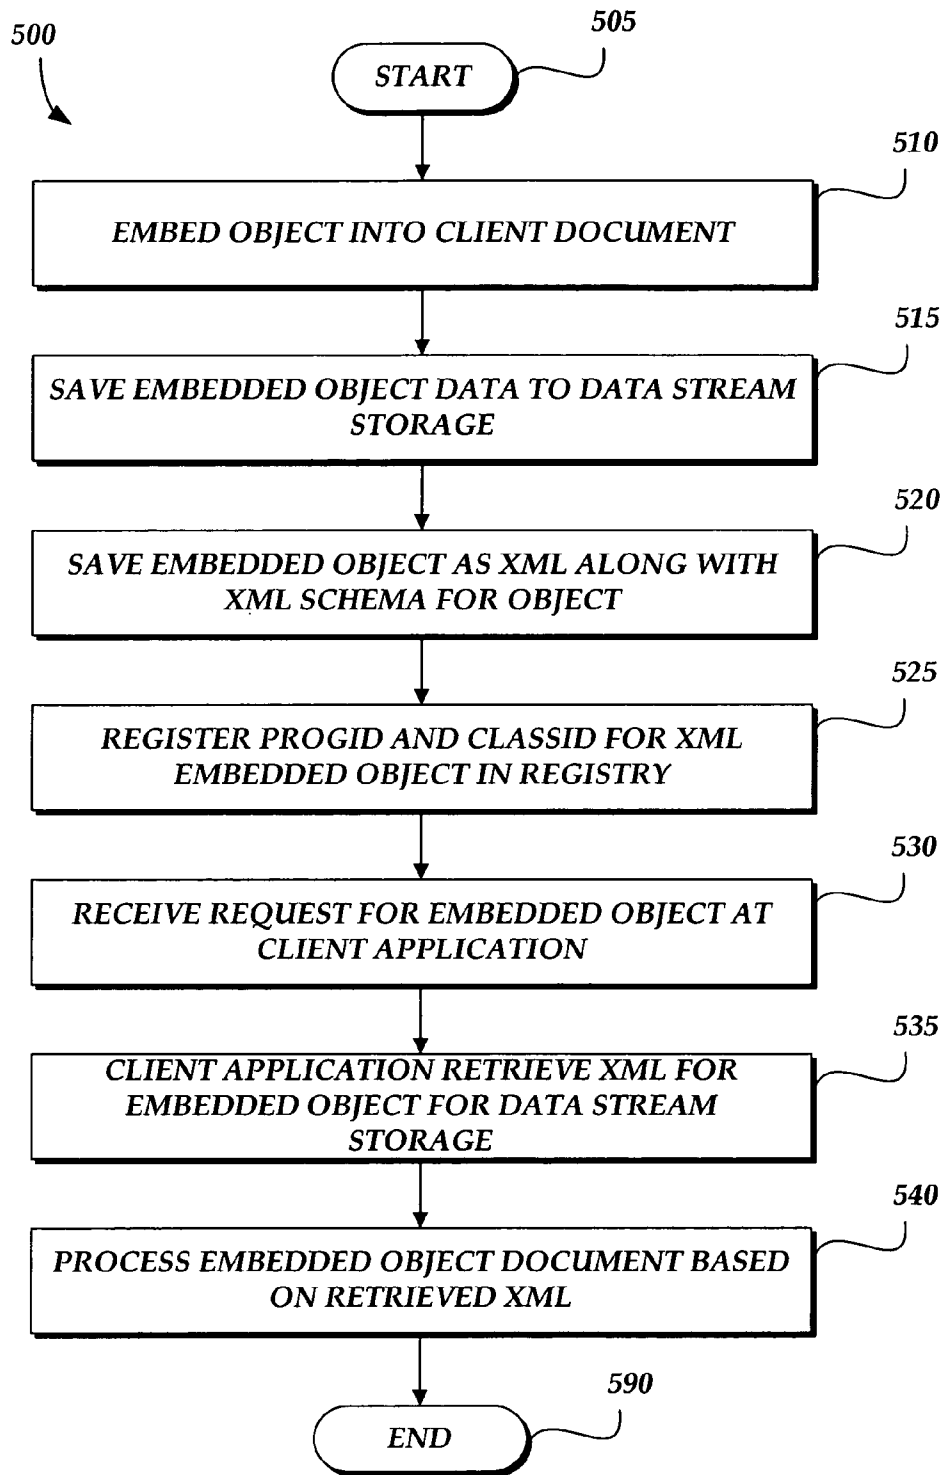 500
505
START
510
EMBED OBJECT INTO CLIENT DOCUMENT
515
SAVE EMBEDDED OBJECT DATA TO DATA STREAM
STORAGE
520
SAVE EMBEDDED OBJECT AS XML ALONG WITH
XML SCHEMA FOR OBJECT
525
REGISTER PROGID AND CLASSID FOR XML
EMBEDDED OBJECT IN REGISTRY
530
RECEIVE REQUEST FOR EMBEDDED OBJECT AT
CLIENT APPLICATION
535
CLIENT APPLICATION RETRIEVE XML FOR
EMBEDDED OBJECT FOR DATA STREAM
STORAGE
540
PROCESS EMBEDDED OBJECT DOCUMENT BASED
ON RETRIEVED XML
590
END